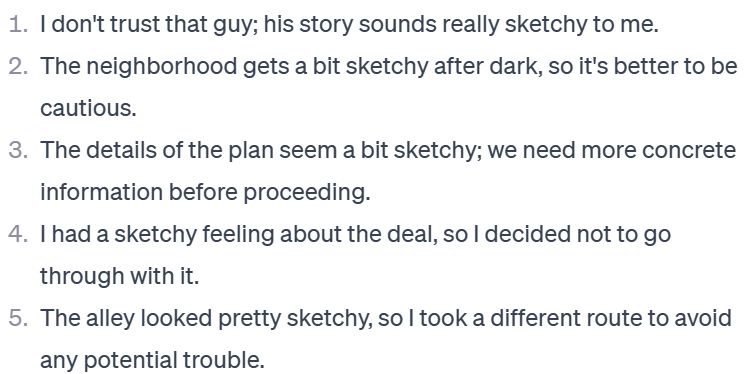 1. I don't trust that guy; his story sounds really sketchy to me.
2. The neighborhood gets a bit sketchy after dark, so it's better to be
cautious.
3. The details of the plan seem a bit sketchy; we need more concrete
information before proceeding.
4. I had a sketchy feeling about the deal, so I decided not to go
through with it.
5. The alley looked pretty sketchy, so I took a different route to avoid
any potential trouble.